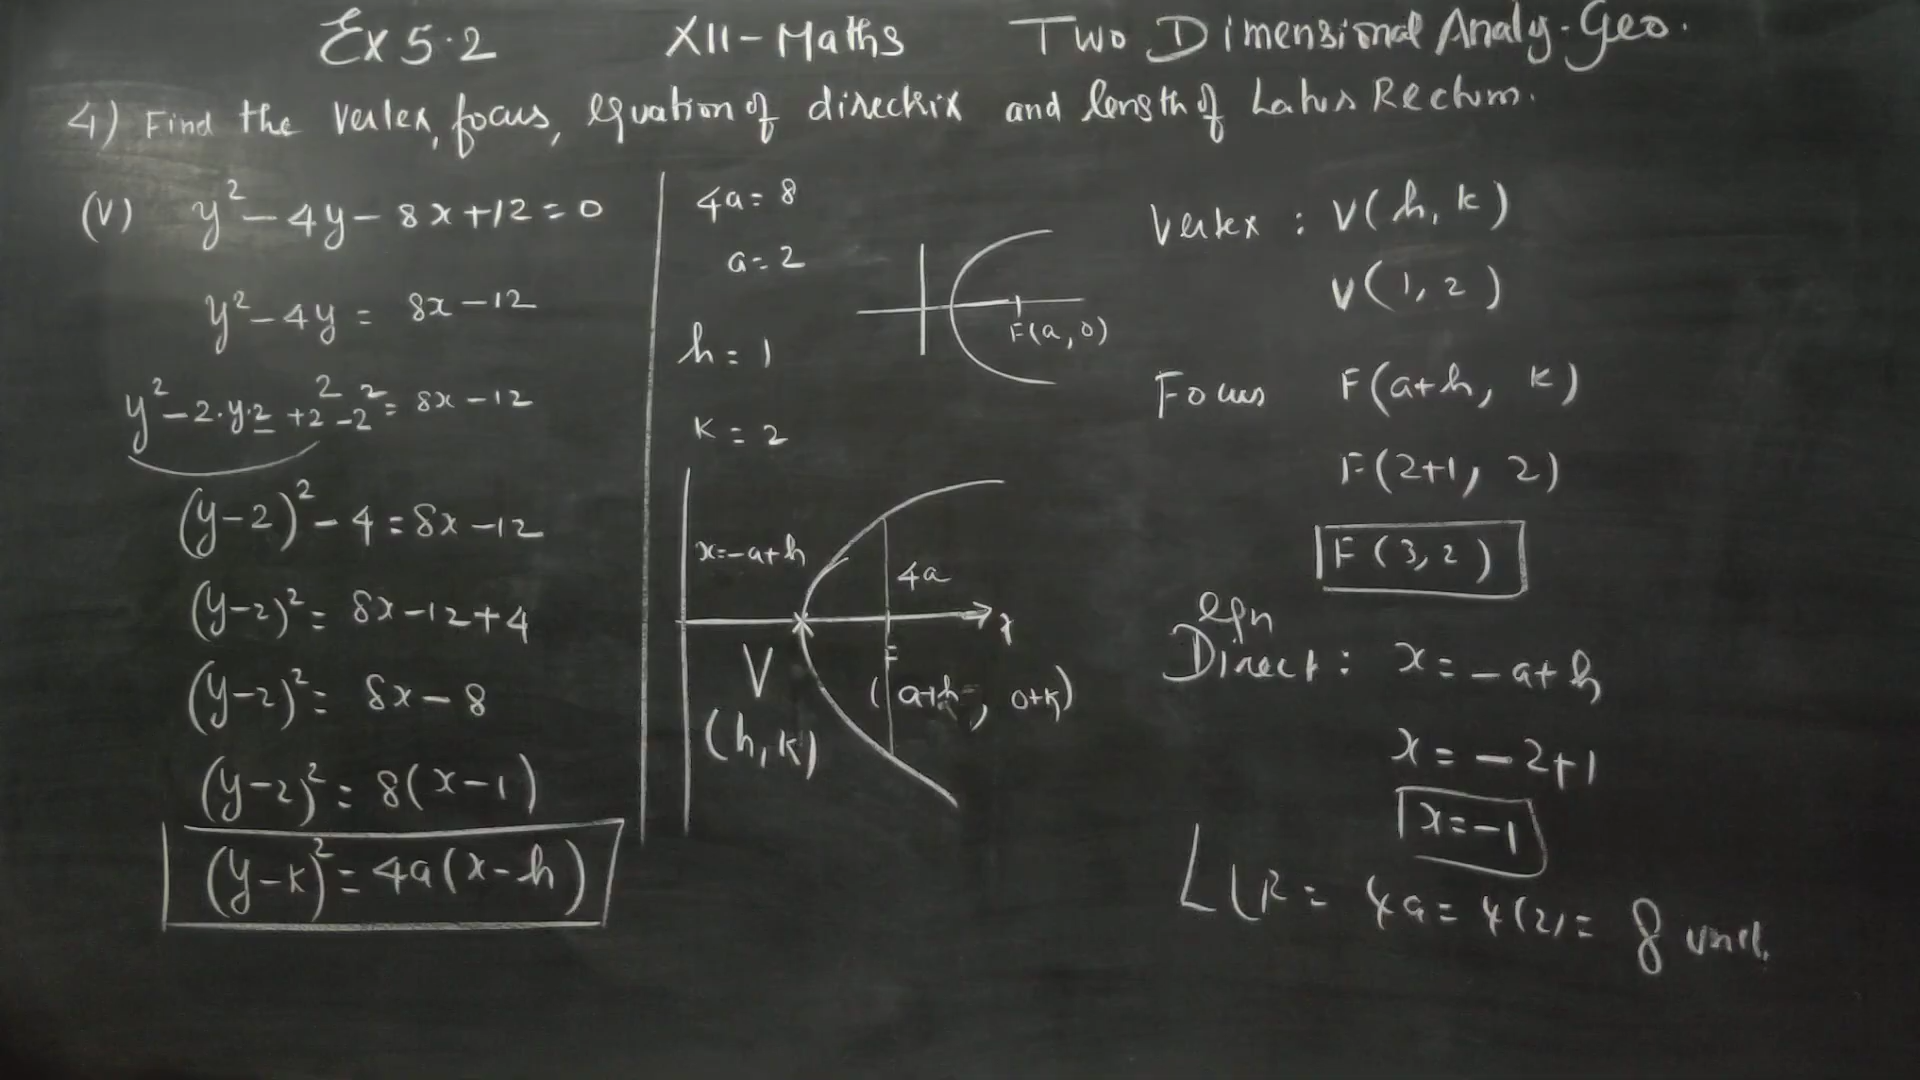 Ex 5.2 XII - Maths Two Dimensional Analy. Geo.
4) Find the vertex, focus, equation of directrix and length of Latus Rectum.
(V) y² - 4y - 8x + 12 = 0
y² - 4y = 8x - 12
y² - 2.y.2 + 2² - 2² = 8x - 12
(y-2)² - 4 = 8x - 12
(y-2)² = 8x - 12 + 4
(y-2)² = 8x - 8
(y-2)² = 8(x-1)
(y-k)² = 4a(x-h)
4a = 8
a = 2
h = 1
k = 2
F(a, 0)
x = -a+h
4a
x
V
F
(h, k)
(a+h, 0+k)
Vertex : V(h, k)
V(1, 2)
Focus F(a+h, k)
F(2+1, 2)
F(3, 2)
eqn
Direct : x = -a+h
x = -2+1
x = -1
LLR = 4a = 4(2) = 8 unit.